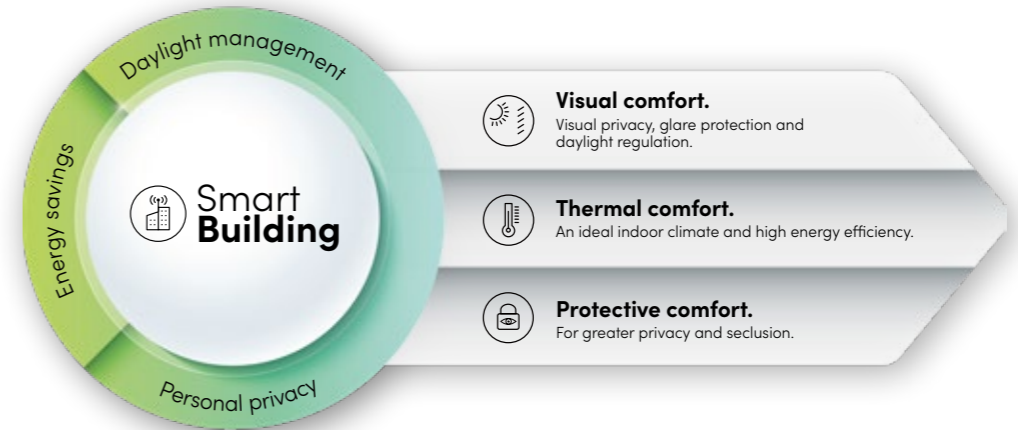 Daylight management
Energy savings
Personal privacy
Smart
Building
Visual comfort.
Visual privacy, glare protection and
daylight regulation.
Thermal comfort.
An ideal indoor climate and high energy efficiency.
Protective comfort.
For greater privacy and seclusion.